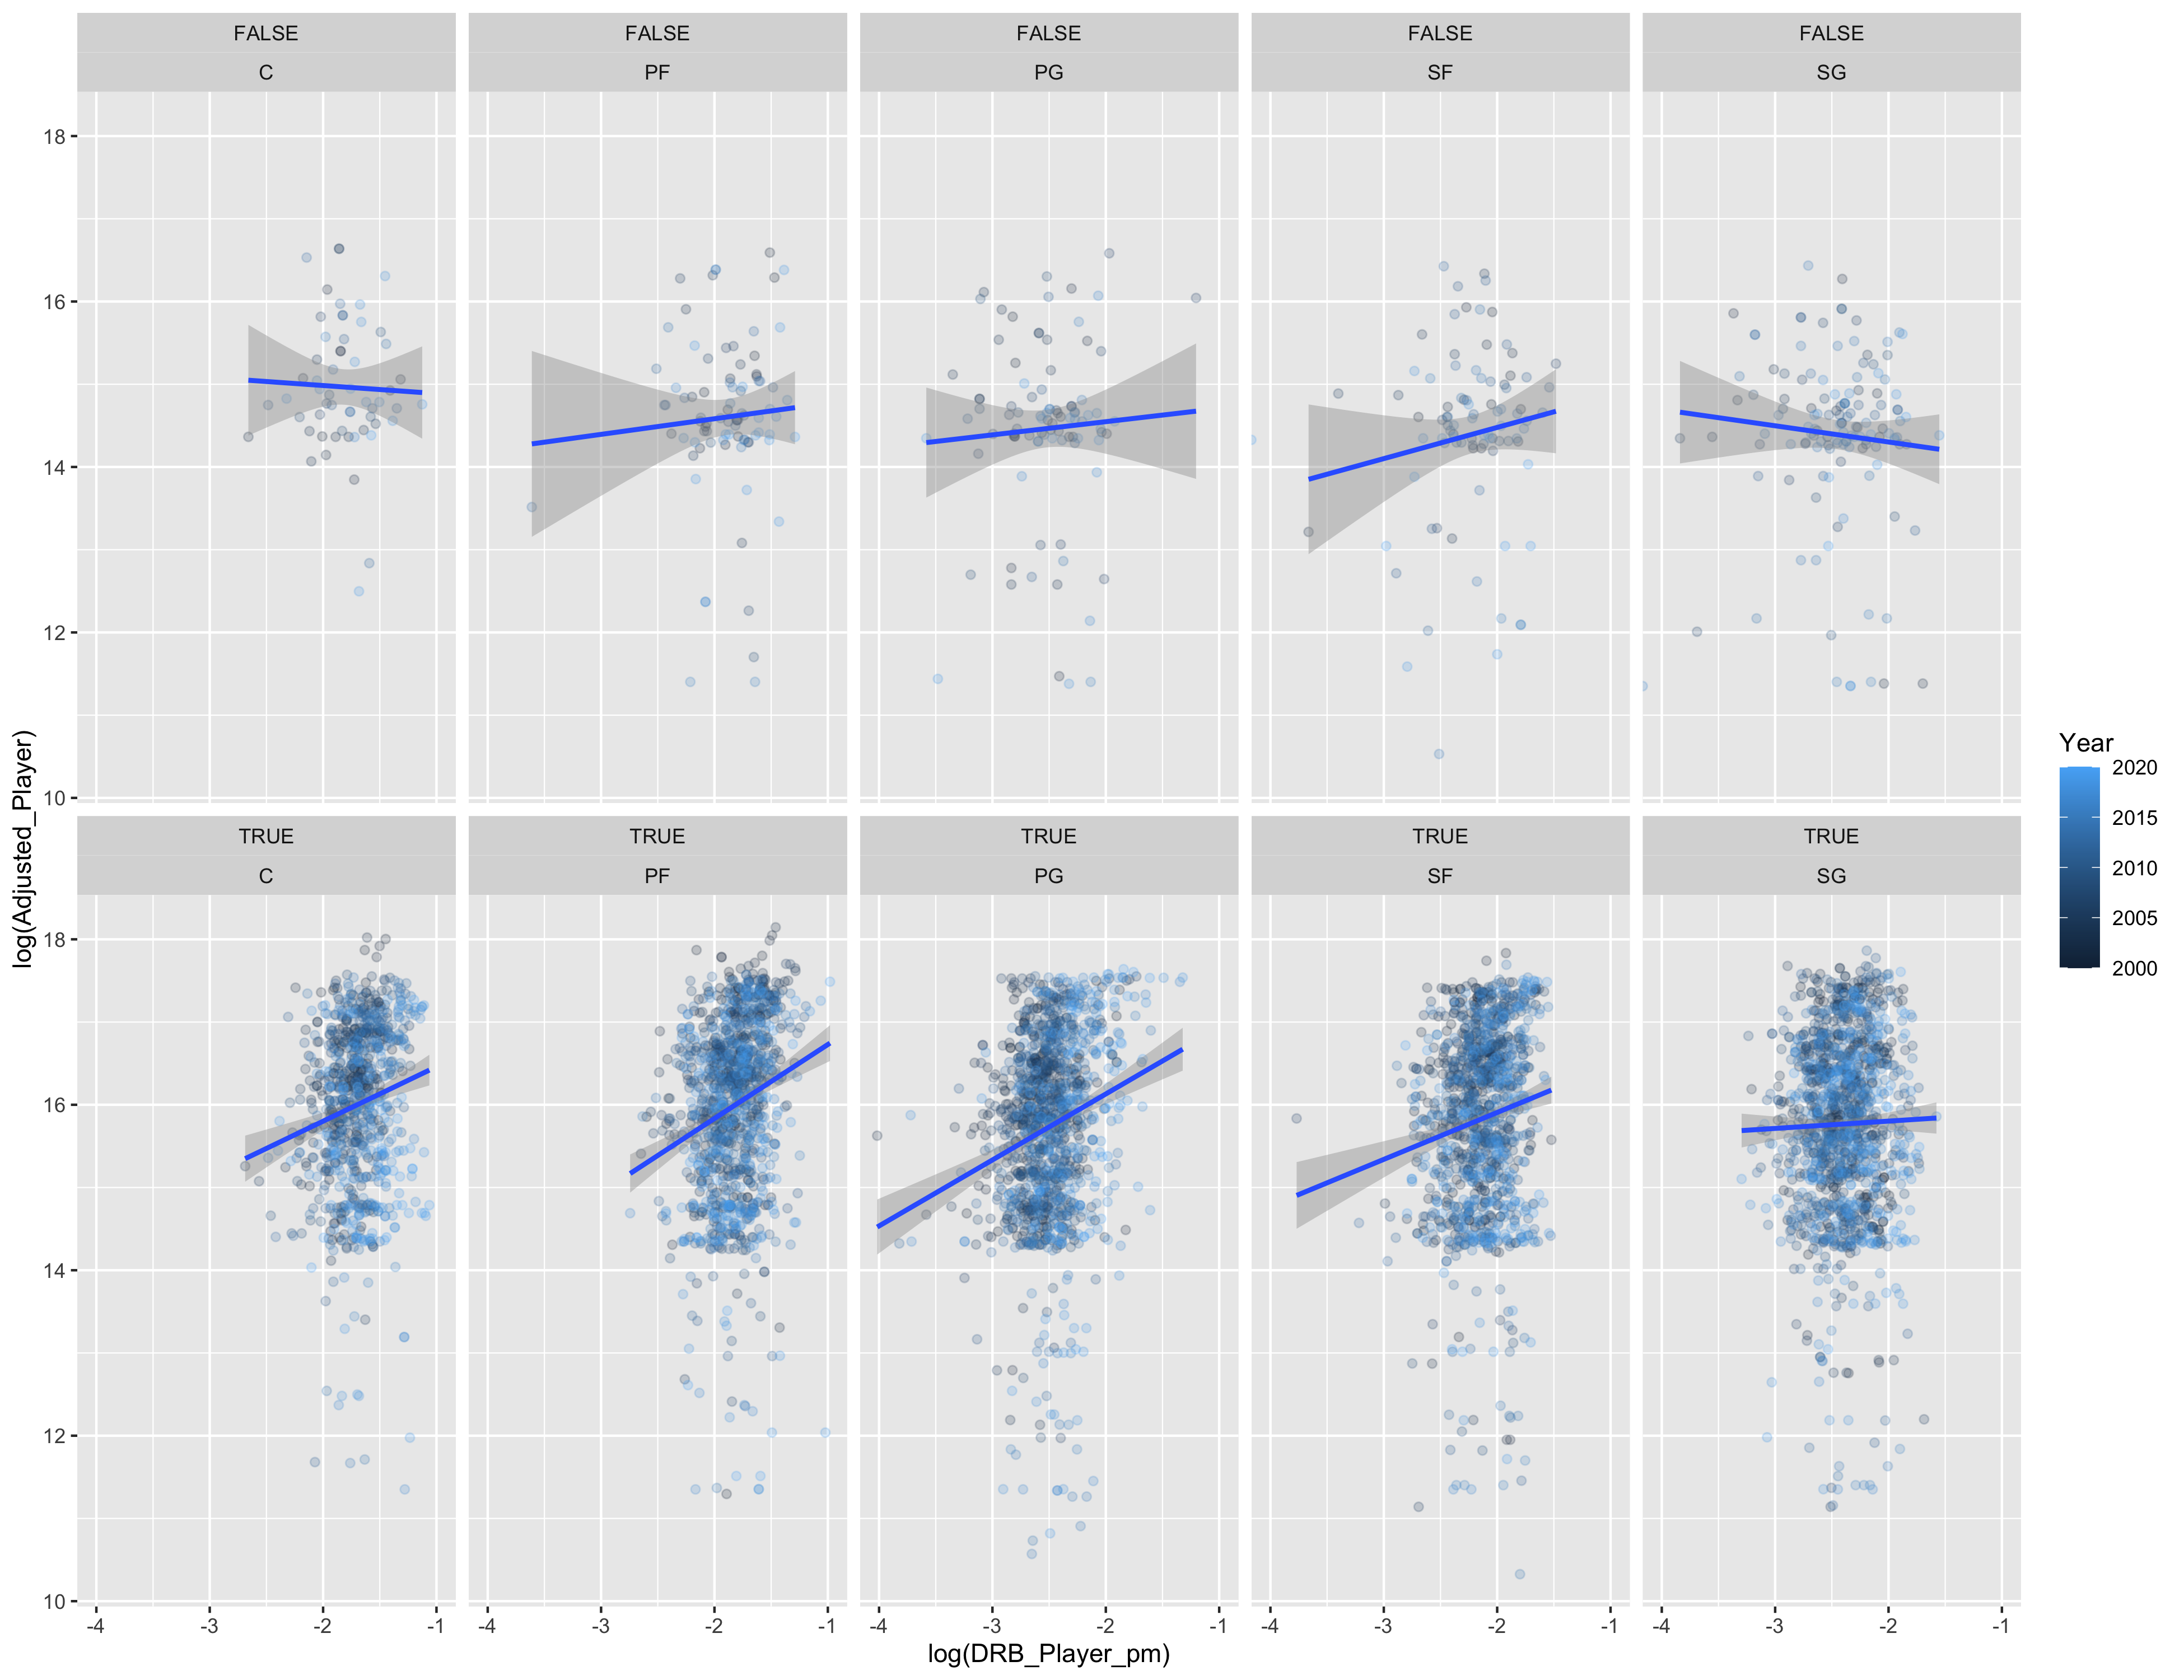 FALSE FALSE FALSE FALSE FALSE
C PF PG SF SG
18
16
14
12
10
TRUE TRUE TRUE TRUE TRUE
C PF PG SF SG
18
16
14
12
10
-4 -3 -2 -1 -4 -3 -2 -1 -4 -3 -2 -1 -4 -3 -2 -1 -4 -3 -2 -1
log(DRB_Player_pm)
log(Adjusted_Player)
Year
2020
2015
2010
2005
2000